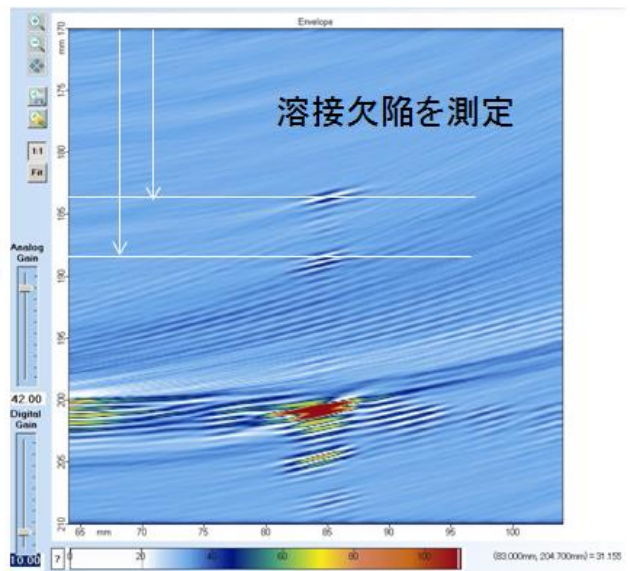 Envelope
170
mm
175
180
185
190
195
200
205
210
溶接欠陥を測定
1:1
Fit
Analog
Gain
42.00
Digital
Gain
10.00
65 mm 70 75 80 85 90 95 100
? 0 20 40 60 80 100
(83.000mm, 204.700mm) = 31.155